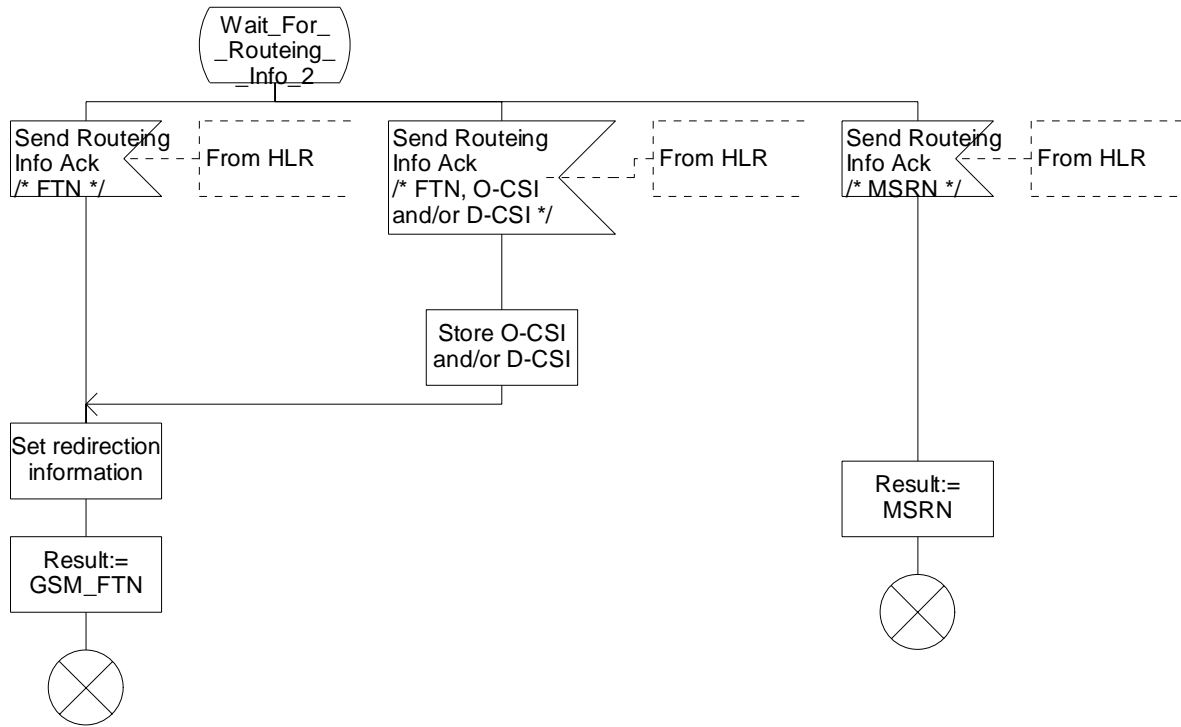 Wait_For_
_Routeing_
_Info_2
Send Routeing
Info Ack
/* FTN */
From HLR
Send Routeing
Info Ack
/* FTN, O-CSI
and/or D-CSI */
From HLR
Send Routeing
Info Ack
/* MSRN */
From HLR
Store O-CSI
and/or D-CSI
Set redirection
information
Result:=
MSRN
Result:=
GSM_FTN